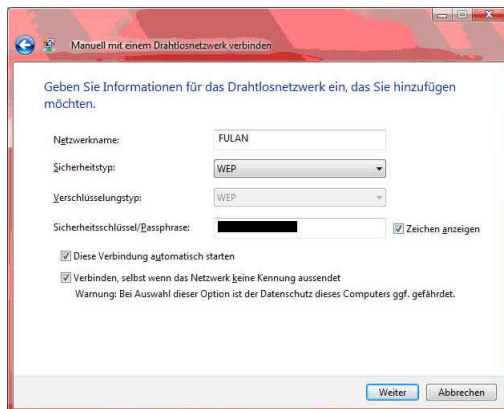 Manuell mit einem Drahtlosnetzwerk verbinden
Geben Sie Informationen für das Drahtlosnetzwerk ein, das Sie hinzufügen
möchten.
Netzwerkname: FULAN
Sicherheitstyp: WEP
Verschlüsselungstyp: WEP
Sicherheitsschlüssel/Passphrase: Zeichen anzeigen
Diese Verbindung automatisch starten
Verbinden, selbst wenn das Netzwerk keine Kennung aussendet
Warnung: Bei Auswahl dieser Option ist der Datenschutz dieses Computers ggf. gefährdet.
Weiter Abbrechen